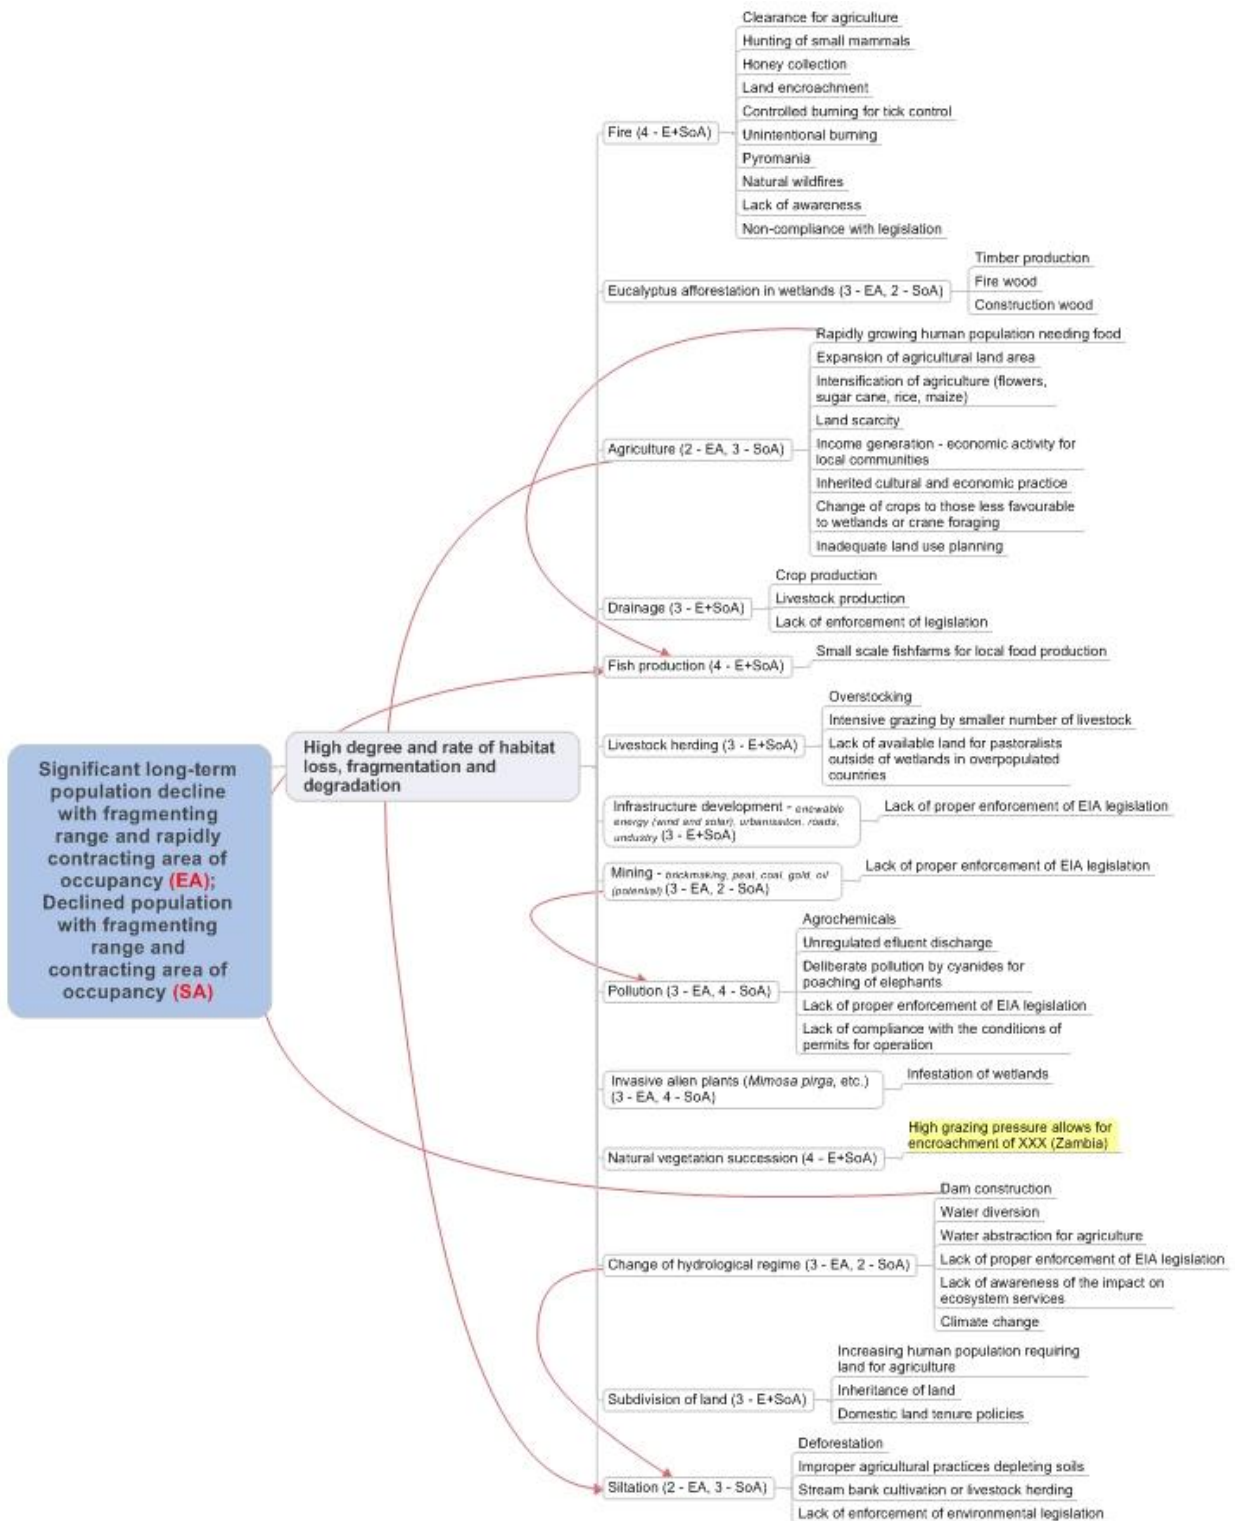 Significant long-term
population decline
with fragmenting
range and rapidly
contracting area of
occupancy (EA);
Declined population
with fragmenting
range and
contracting area of
occupancy (SA)
High degree and rate of habitat
loss, fragmentation and
degradation
Fire (4 - E+SoA)
Clearance for agriculture
Hunting of small mammals
Honey collection
Land encroachment
Controlled burning for tick control
Unintentional burning
Pyromania
Natural wildfires
Lack of awareness
Non-compliance with legislation
Eucalyptus afforestation in wetlands (3 - EA, 2 - SoA)
Timber production
Fire wood
Construction wood
Agriculture (2 - EA, 3 - SoA)
Rapidly growing human population needing food
Expansion of agricultural land area
Intensification of agriculture (flowers,
sugar cane, rice, maize)
Land scarcity
Income generation - economic activity for
local communities
Inherited cultural and economic practice
Change of crops to those less favourable
to wetlands or crane foraging
Inadequate land use planning
Drainage (3 - E+SoA)
Crop production
Livestock production
Lack of enforcement of legislation
Fish production (4 - E+SoA)
Small scale fishfarms for local food production
Livestock herding (3 - E+SoA)
Overstocking
Intensive grazing by smaller number of livestock
Lack of available land for pastoralists
outside of wetlands in overpopulated
countries
Infrastructure development - enewable
energy (wind and solar), urbanisation, roads,
undustry (3 - E+SoA)
Lack of proper enforcement of EIA legislation
Mining - brickmaking, peat, coal, gold, oil
(potential) (3 - EA, 2 - SoA)
Lack of proper enforcement of EIA legislation
Pollution (3 - EA, 4 - SoA)
Agrochemicals
Unregulated efluent discharge
Deliberate pollution by cyanides for
poaching of elephants
Lack of proper enforcement of EIA legislation
Lack of compliance with the conditions of
permits for operation
Invasive alien plants (Mimosa pirga, etc.)
(3 - EA, 4 - SoA)
Infestation of wetlands
Natural vegetation succession (4 - E+SoA)
High grazing pressure allows for
encroachment of XXX (Zambia)
Change of hydrological regime (3 - EA, 2 - SoA)
Dam construction
Water diversion
Water abstraction for agriculture
Lack of proper enforcement of EIA legislation
Lack of awareness of the impact on
ecosystem services
Climate change
Subdivision of land (3 - E+SoA)
Increasing human population requiring
land for agriculture
Inheritance of land
Domestic land tenure policies
Siltation (2 - EA, 3 - SoA)
Deforestation
Improper agricultural practices depleting soils
Stream bank cultivation or livestock herding
Lack of enforcement of environmental legislation